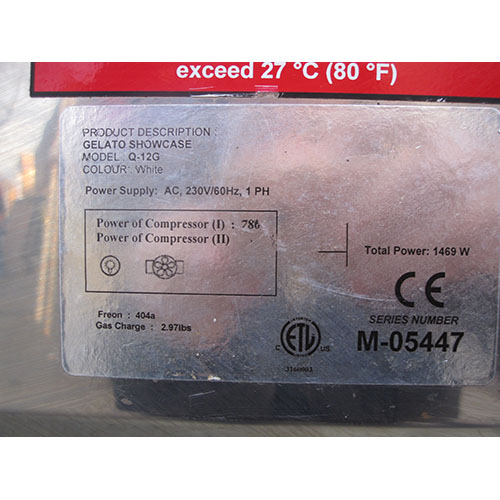 exceed 27 °C (80 °F)
PRODUCT DESCRIPTION :
GELATO SHOWCASE
MODEL : Q-12G
COLOUR : White
Power Supply: AC, 230V/60Hz, 1 PH
Power of Compressor (I) : 786
Power of Compressor (II)
Total Power: 1469 W
Freon : 404a
Gas Charge : 2.97lbs
CE
SERIES NUMBER
M-05447
C ETL US
3166003